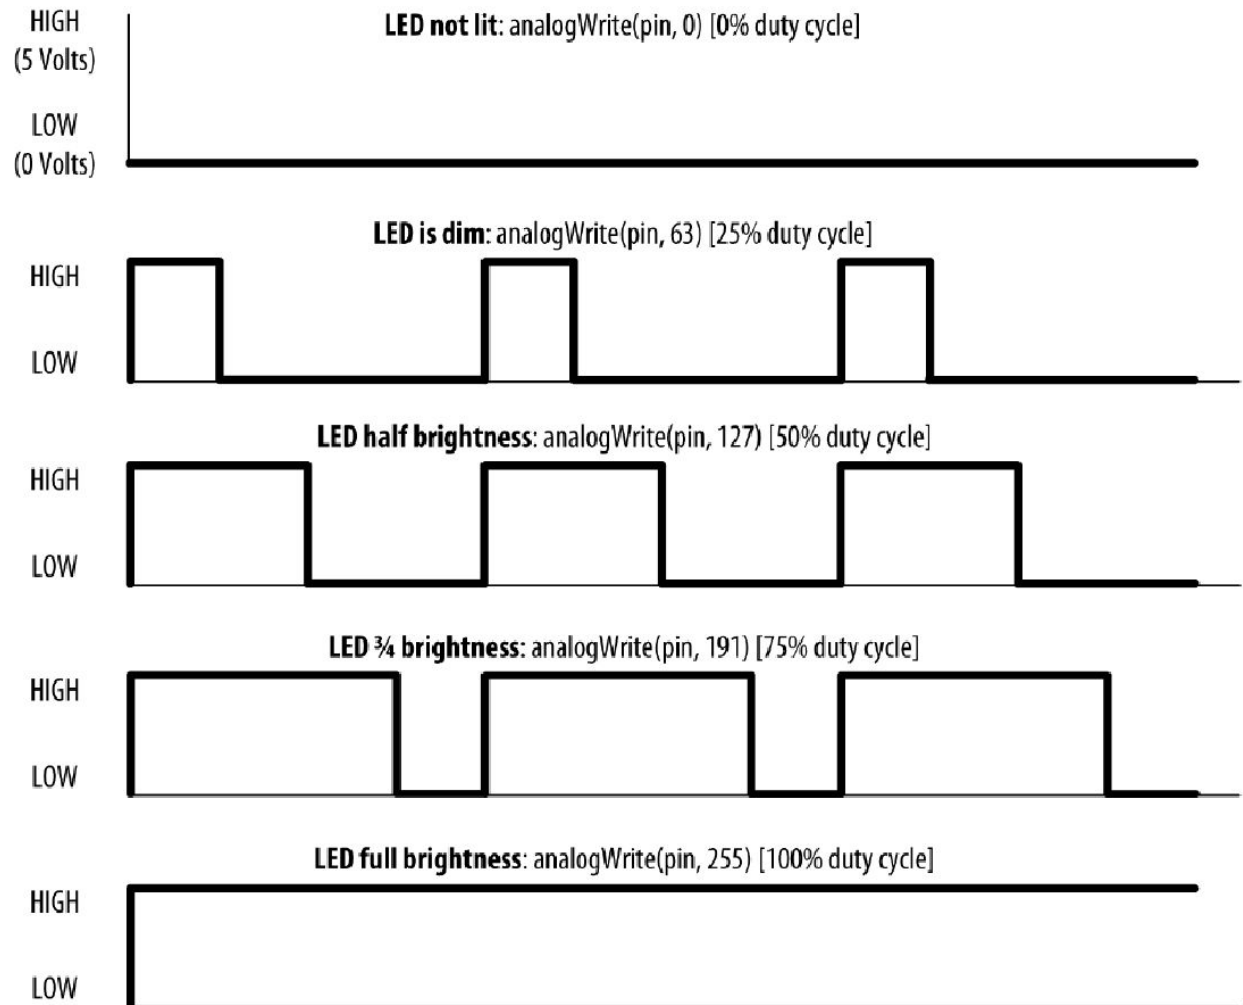 LED not lit: analogWrite(pin, 0) [0% duty cycle]
HIGH
(5 Volts)
LOW
(0 Volts)
LED is dim: analogWrite(pin, 63) [25% duty cycle]
HIGH
LOW
LED half brightness: analogWrite(pin, 127) [50% duty cycle]
HIGH
LOW
LED ¾ brightness: analogWrite(pin, 191) [75% duty cycle]
HIGH
LOW
LED full brightness: analogWrite(pin, 255) [100% duty cycle]
HIGH
LOW